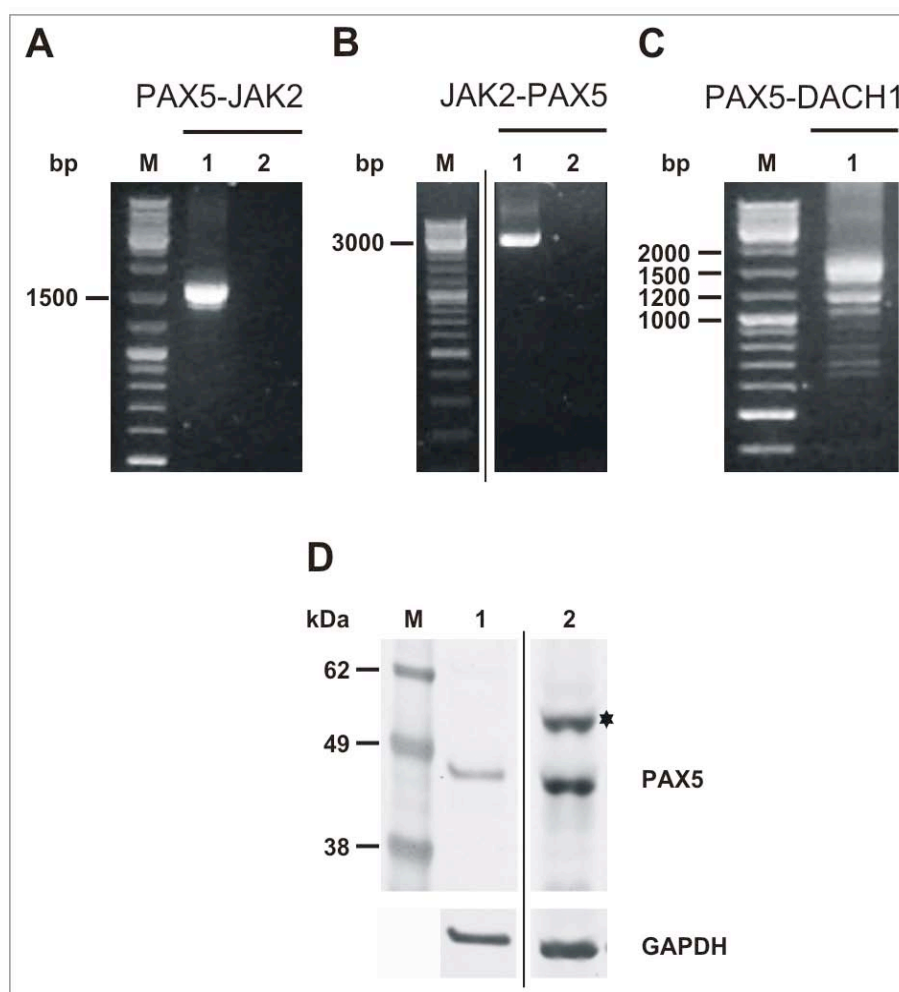 A B C
PAX5-JAK2 JAK2-PAX5 PAX5-DACH1
bp M 1 2 bp M 1 2 bp M 1
3000
2000
1500
1500
1200
1000
D
kDa M 1 2
62
49
PAX5
38
GAPDH